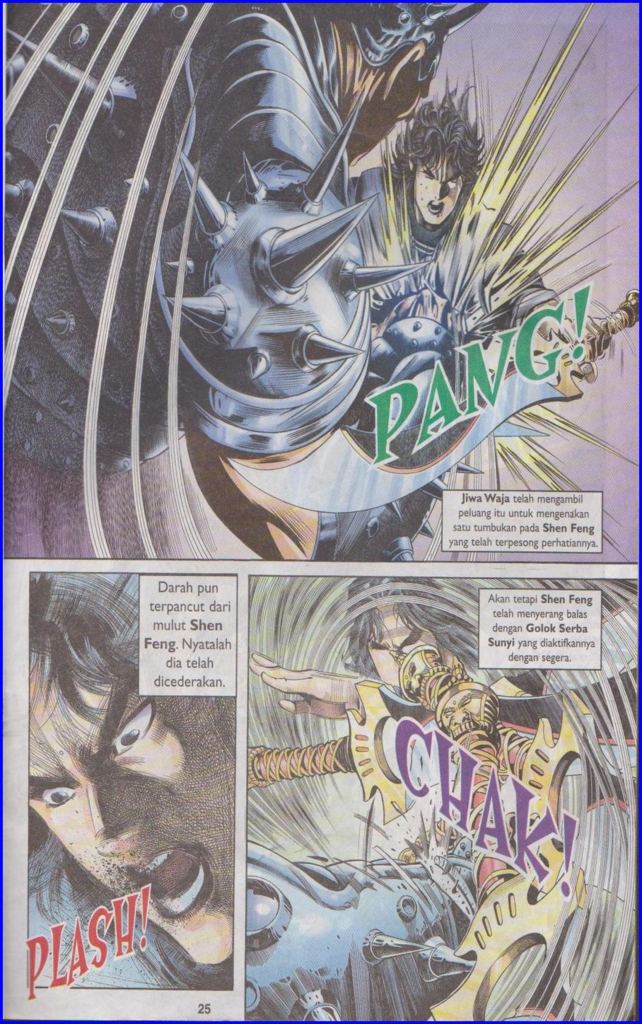 PANG!
Jiwa Waja telah mengambil
peluang itu untuk mengenakan
satu tumbukan pada Shen Feng
yang telah terpesong perhatiannya.
Darah pun
terpancut dari
mulut Shen
Feng. Nyatalah
dia telah
dicederakan.
PLASH!
Akan tetapi Shen Feng
telah menyerang balas
dengan Golok Serba
Sunyi yang diaktifkannya
dengan segera.
CHAK!
25